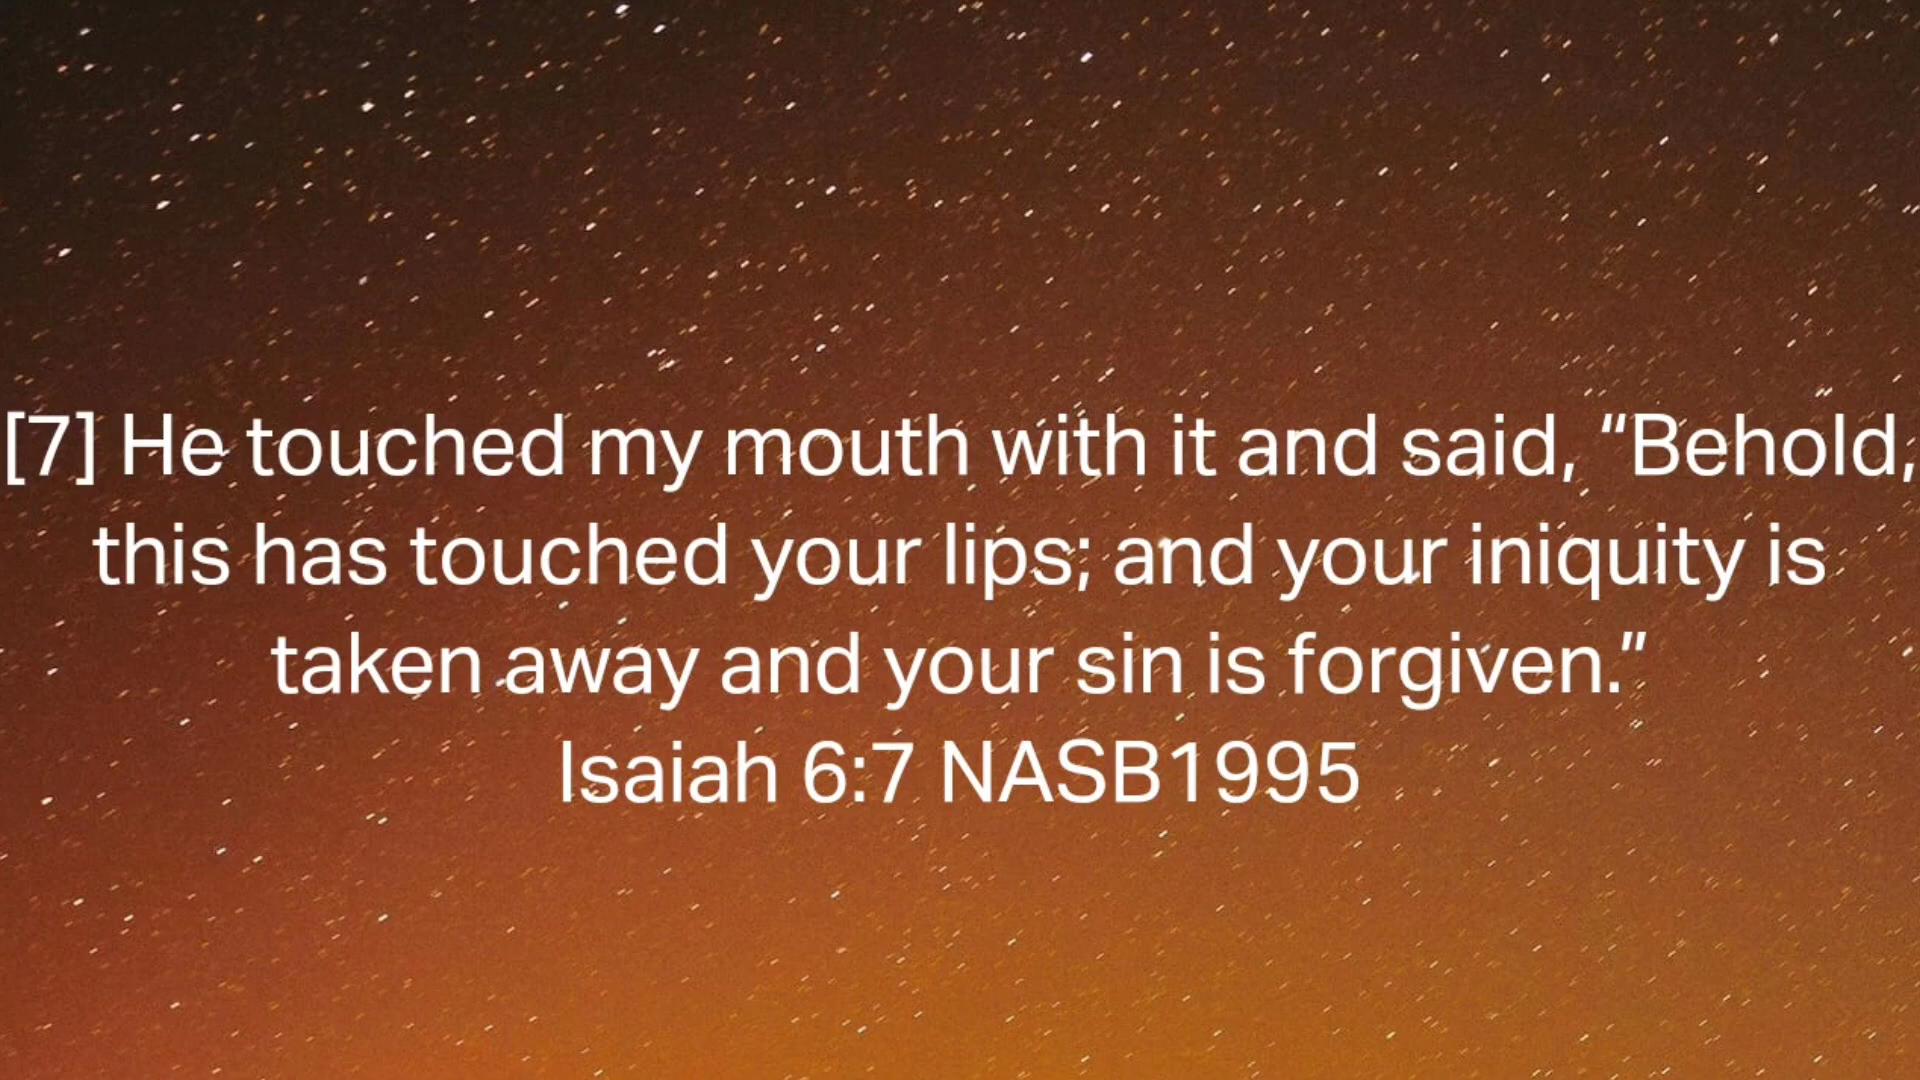 [7] He touched my mouth with it and said, “Behold,
this has touched your lips; and your iniquity is
taken away and your sin is forgiven.”
Isaiah 6:7 NASB1995